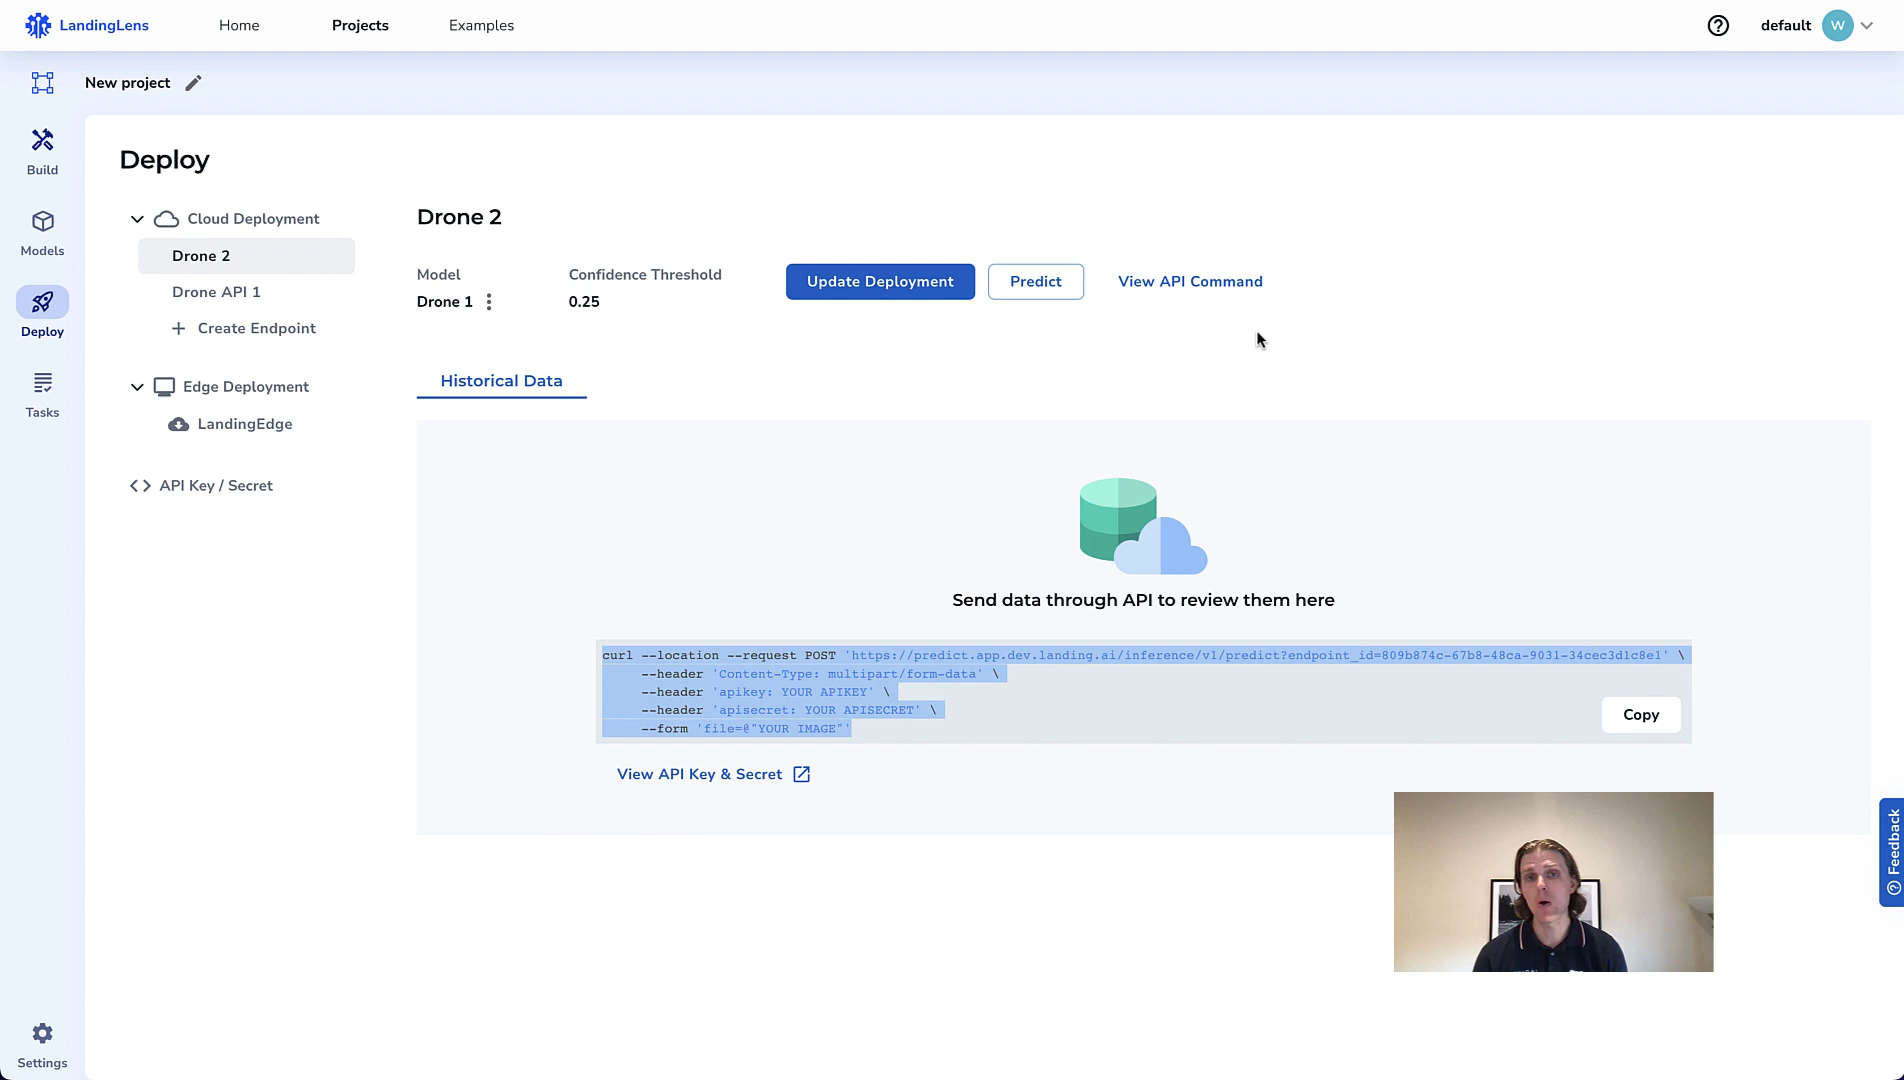 LandingLens
Home
Projects
Examples
default
W
New project
Build
Models
Deploy
Tasks
Settings
Deploy
Cloud Deployment
Drone 2
Drone API 1
Create Endpoint
Edge Deployment
LandingEdge
API Key / Secret
Drone 2
Model
Drone 1
Confidence Threshold
0.25
Update Deployment
Predict
View API Command
Historical Data
Send data through API to review them here
curl --location --request POST 'https://predict.app.dev.landing.ai/inference/v1/predict?endpoint_id=809b874c-67b8-48ca-9031-34cec3d1c8e1' \
--header 'Content-Type: multipart/form-data' \
--header 'apikey: YOUR APIKEY' \
--header 'apisecret: YOUR APISECRET' \
--form 'file=@"YOUR IMAGE"'
Copy
View API Key & Secret
Feedback